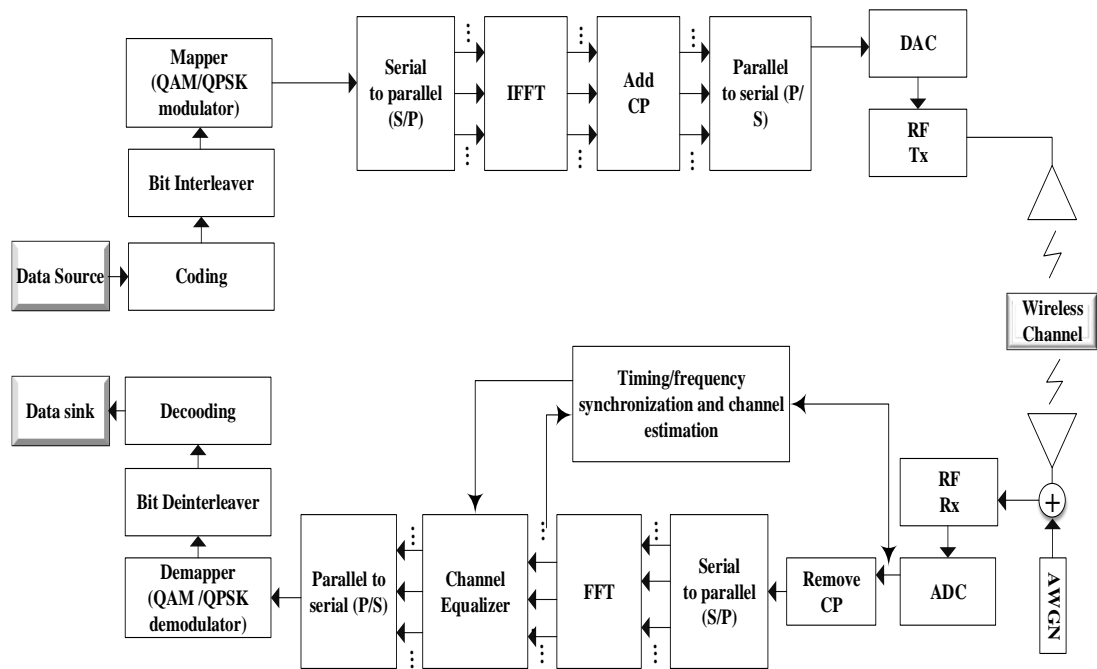 Data Source
Coding
Bit Interleaver
Mapper
(QAM/QPSK
modulator)
Serial
to parallel
(S/P)
IFFT
Add
CP
Parallel
to serial (P/
S)
DAC
RF
Tx
Wireless
Channel
AWGN
+
RF
Rx
ADC
Remove
CP
Timing/frequency
synchronization and channel
estimation
Serial
to parallel
(S/P)
FFT
Channel
Equalizer
Parallel to
serial (P/S)
Demapper
(QAM /QPSK
demodulator)
Bit Deinterleaver
Decooding
Data sink